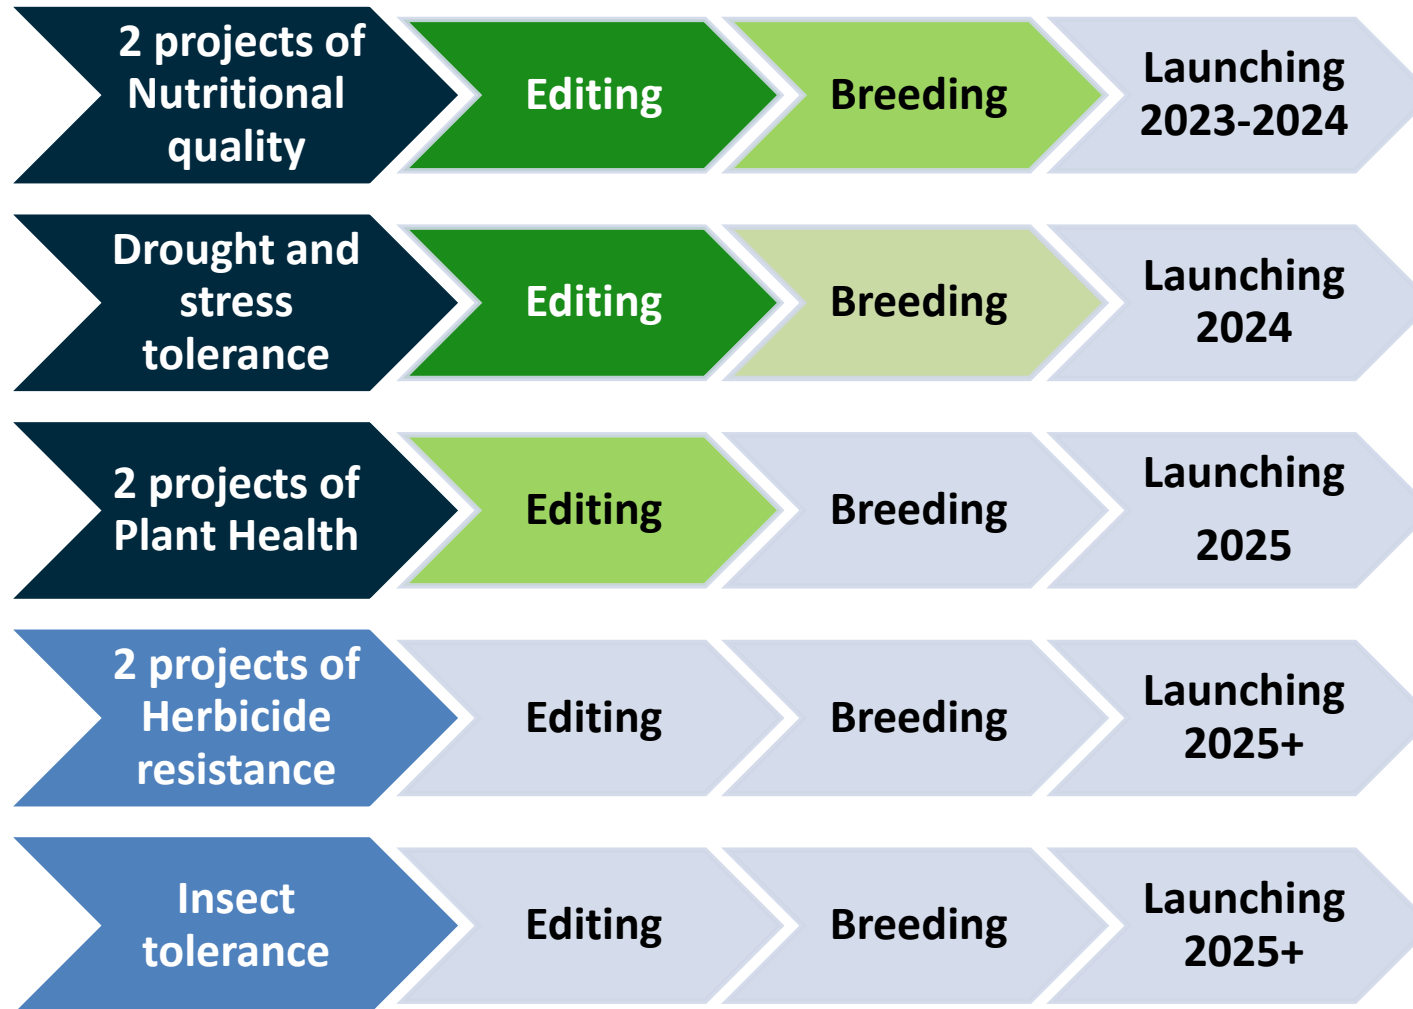 2 projects of
Nutritional
quality
Editing
Breeding
Launching
2023-2024
Drought and
stress
tolerance
Editing
Breeding
Launching
2024
2 projects of
Plant Health
Editing
Breeding
Launching
2025
2 projects of
Herbicide
resistance
Editing
Breeding
Launching
2025+
Insect
tolerance
Editing
Breeding
Launching
2025+